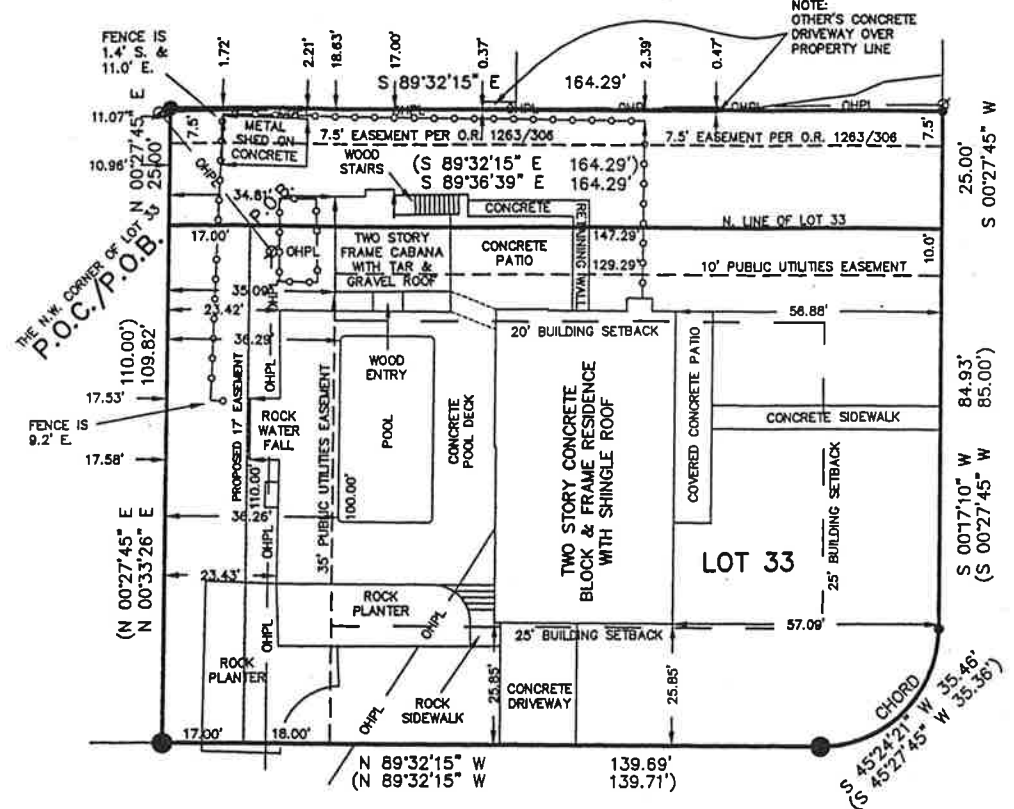 NOTE:
OTHER'S CONCRETE
DRIVEWAY OVER
PROPERTY LINE
FENCE IS
1.4' S. &
11.0' E.
1.72'
2.21'
18.63'
17.00'
0.37'
2.39'
0.47'
S 89°32'15" E 164.29'
OHPL
OHPL
OHPL
OHPL
OHPL
OHPL
11.07'
7.5'
METAL
SHED ON
CONCRETE
7.5' EASEMENT PER O.R. 1263/306
7.5' EASEMENT PER O.R. 1263/306
7.5'
N 00°27'45" E
25.00'
10.96'
OHPL
WOOD
STAIRS
(S 89°32'15" E 164.29')
S 89°36'39" E 164.29'
25.00'
S 00°27'45" W
34.81'
P.O.B.
CONCRETE
RETAINING WALL
N. LINE OF LOT 33
THE N.W. CORNER OF LOT 33
P.O.C./P.O.B.
17.00'
OHPL
TWO STORY
FRAME CABANA
WITH TAR &
GRAVEL ROOF
CONCRETE
PATIO
147.29'
129.29'
10' PUBLIC UTILITIES EASEMENT
10.0'
35.09'
23.42'
OHPL
36.29'
20' BUILDING SETBACK
56.88'
110.00')
109.82'
WOOD
ENTRY
OHPL
17.53'
FENCE IS
9.2' E.
17.58'
PROPOSED 17' EASEMENT
110.00'
ROCK
WATER
FALL
35' PUBLIC UTILITIES EASEMENT
100.00'
POOL
CONCRETE
POOL DECK
TWO STORY CONCRETE
BLOCK & FRAME RESIDENCE
WITH SHINGLE ROOF
COVERED CONCRETE PATIO
CONCRETE SIDEWALK
84.93'
85.00')
25' BUILDING SETBACK
S 00°17'10" W
(S 00°27'45" W
36.26'
OHPL
LOT 33
(N 00°27'45" E
N 00°33'26" E
23.43'
ROCK
PLANTER
OHPL
OHPL
25' BUILDING SETBACK
57.09'
ROCK
PLANTER
25.85'
CONCRETE
DRIVEWAY
25.85'
ROCK
SIDEWALK
OHPL
17.00'
18.00'
CHORD
S 45°24'21" W 35.46'
(S 45°27'45" W 35.36')
N 89°32'15" W 139.69'
(N 89°32'15" W 139.71')